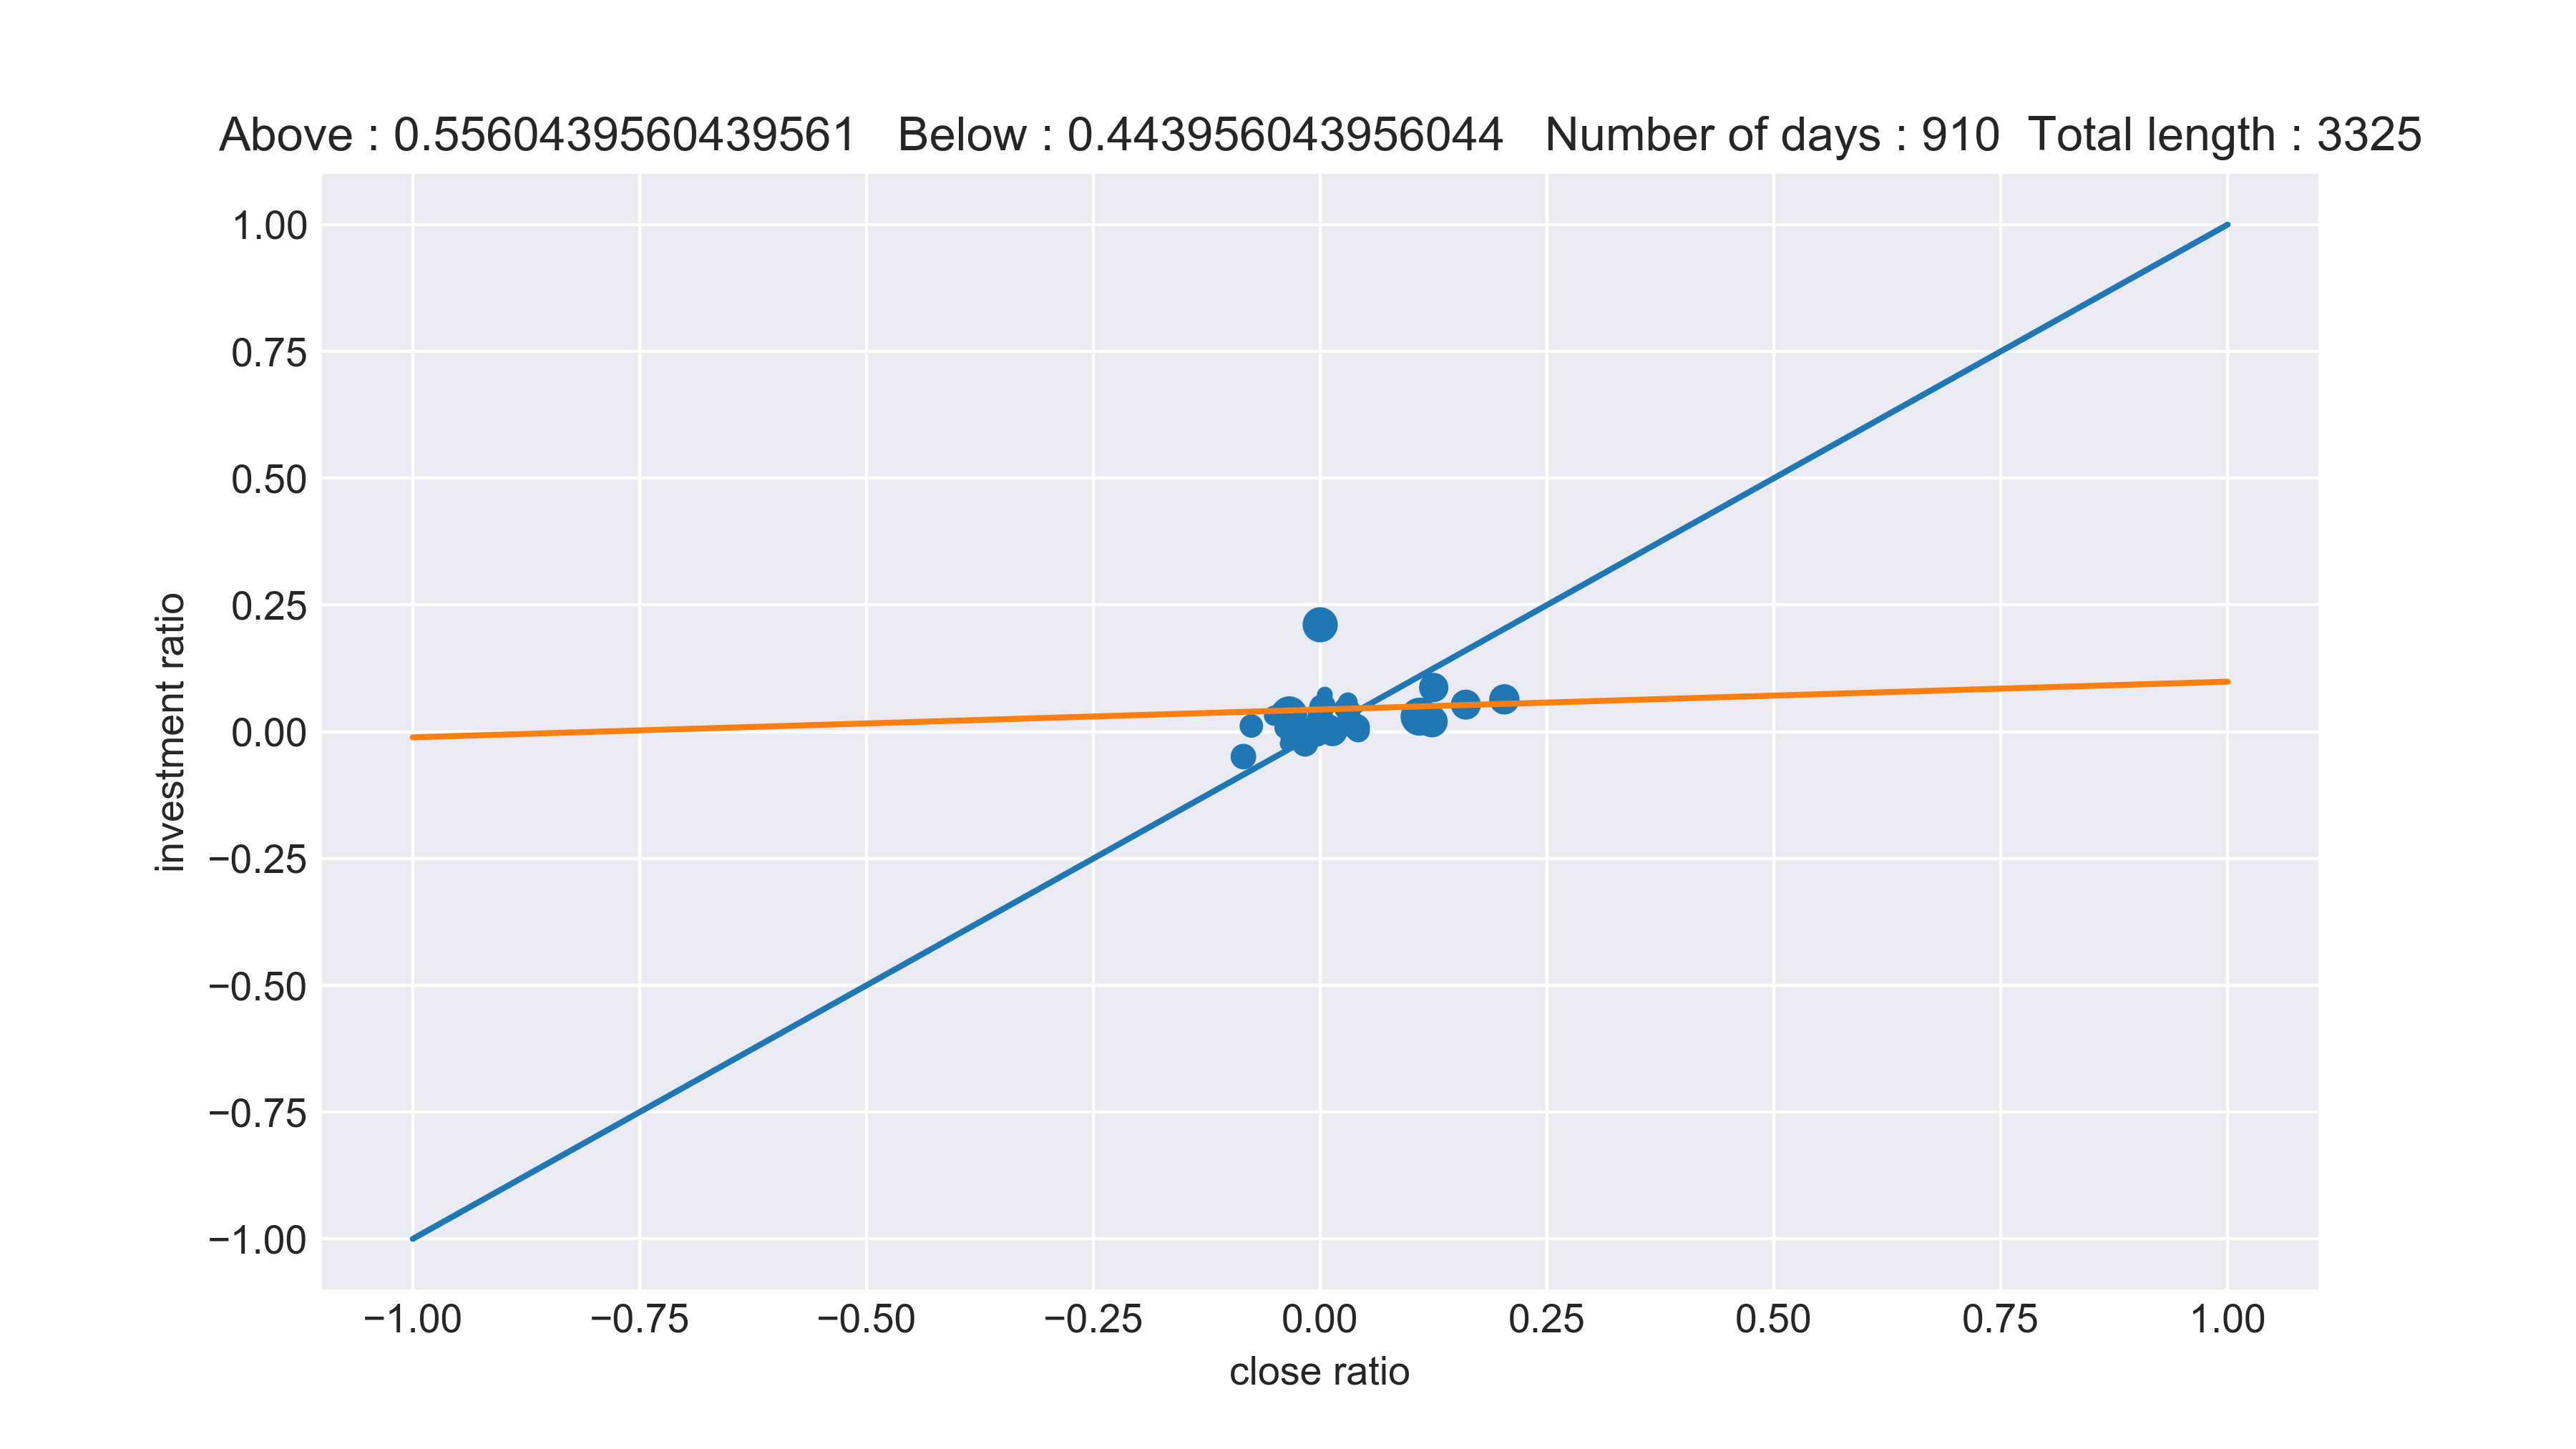 Above : 0.5560439560439561   Below : 0.443956043956044   Number of days : 910  Total length : 3325
1.00
0.75
0.50
0.25
0.00
−0.25
−0.50
−0.75
−1.00
investment ratio
−1.00 −0.75 −0.50 −0.25 0.00 0.25 0.50 0.75 1.00
close ratio